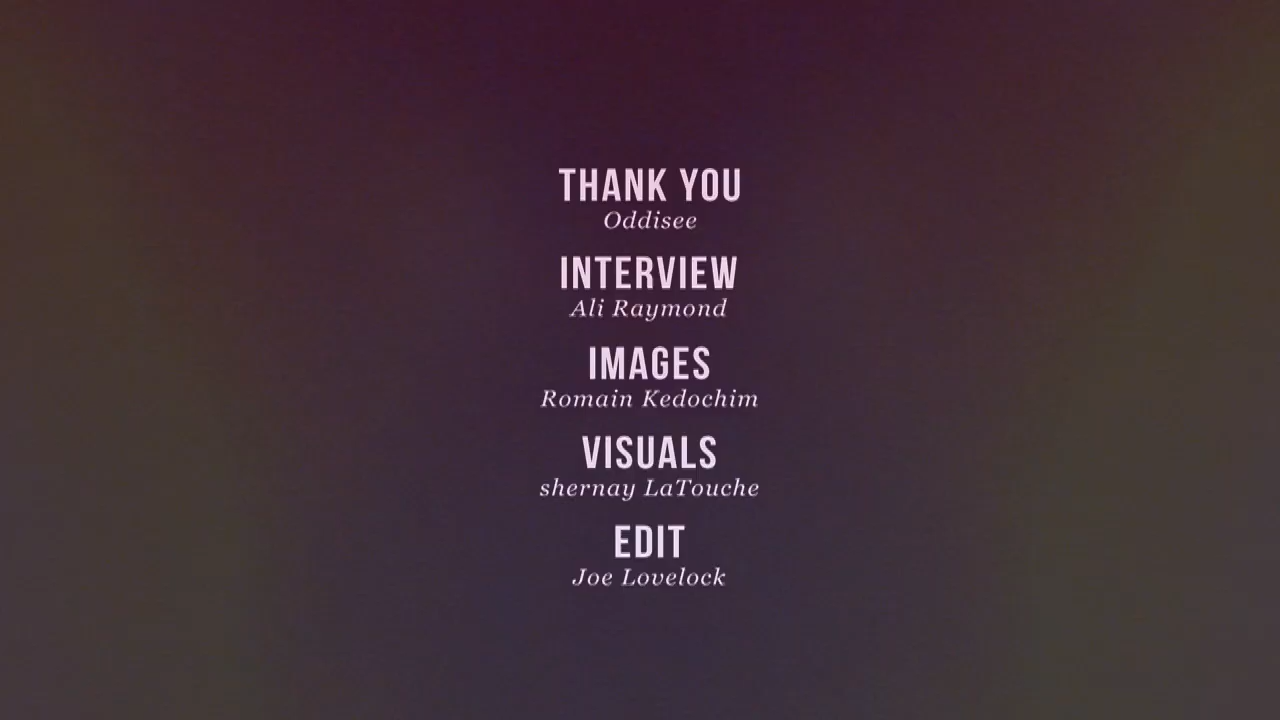 THANK YOU
Oddisee
INTERVIEW
Ali Raymond
IMAGES
Romain Kedochim
VISUALS
shernay LaTouche
EDIT
Joe Lovelock